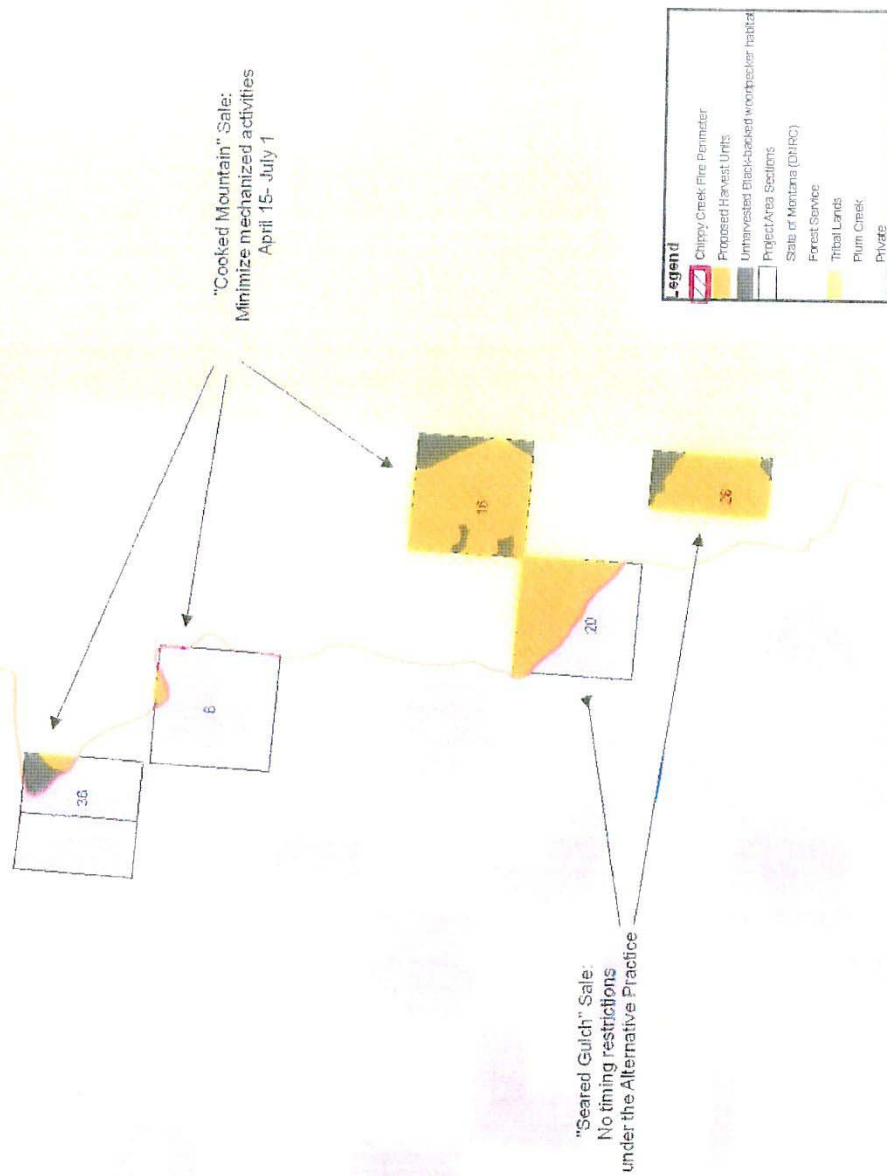 "Cooked Mountain" Sale:
Minimize mechanized activities
April 15- July 1
36
6
16
20
26
"Seared Gulch" Sale:
No timing restrictions
under the Alternative Practice
Legend
Chippy Creek Fire Perimeter
Proposed Harvest Units
Unharvested Black-backed woodpecker habitat
Project Area Sections
State of Montana (DNRC)
Forest Service
Tribal Lands
Plum Creek
Private